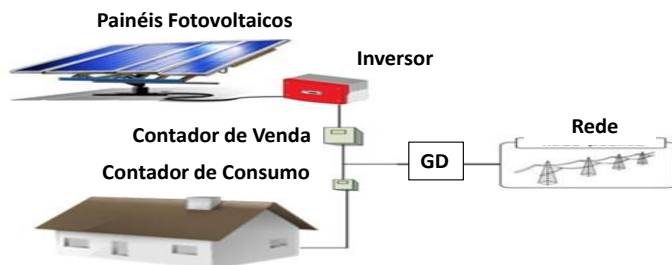 Painéis Fotovoltaicos
Inversor
Contador de Venda
Rede
GD
Contador de Consumo